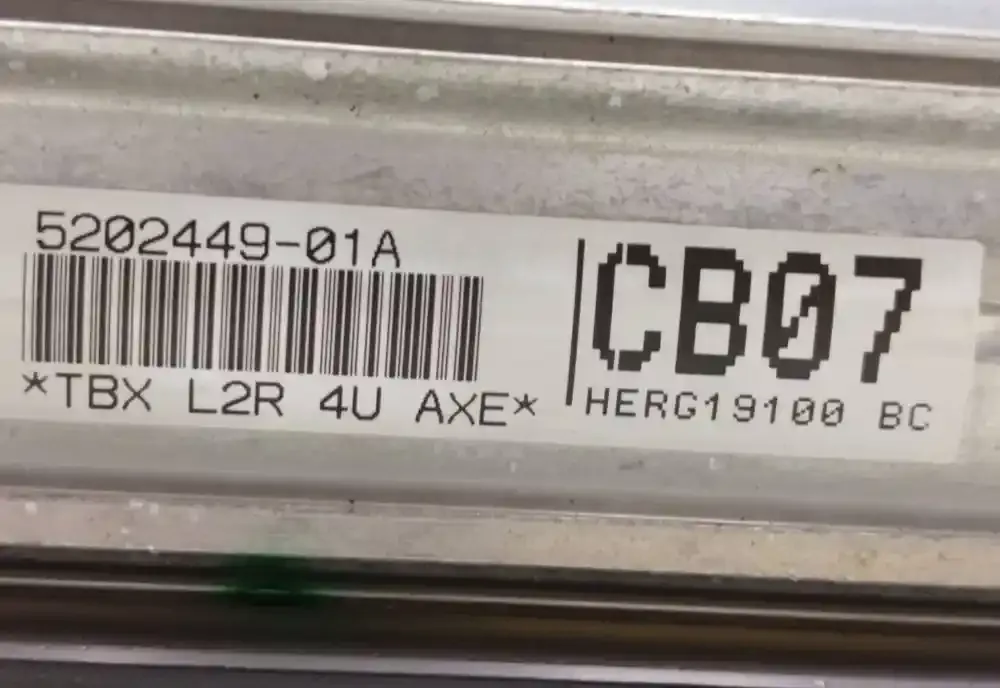 5202449-01A
*TBX L2R 4U AXE*
CB07
HERG19100 BC